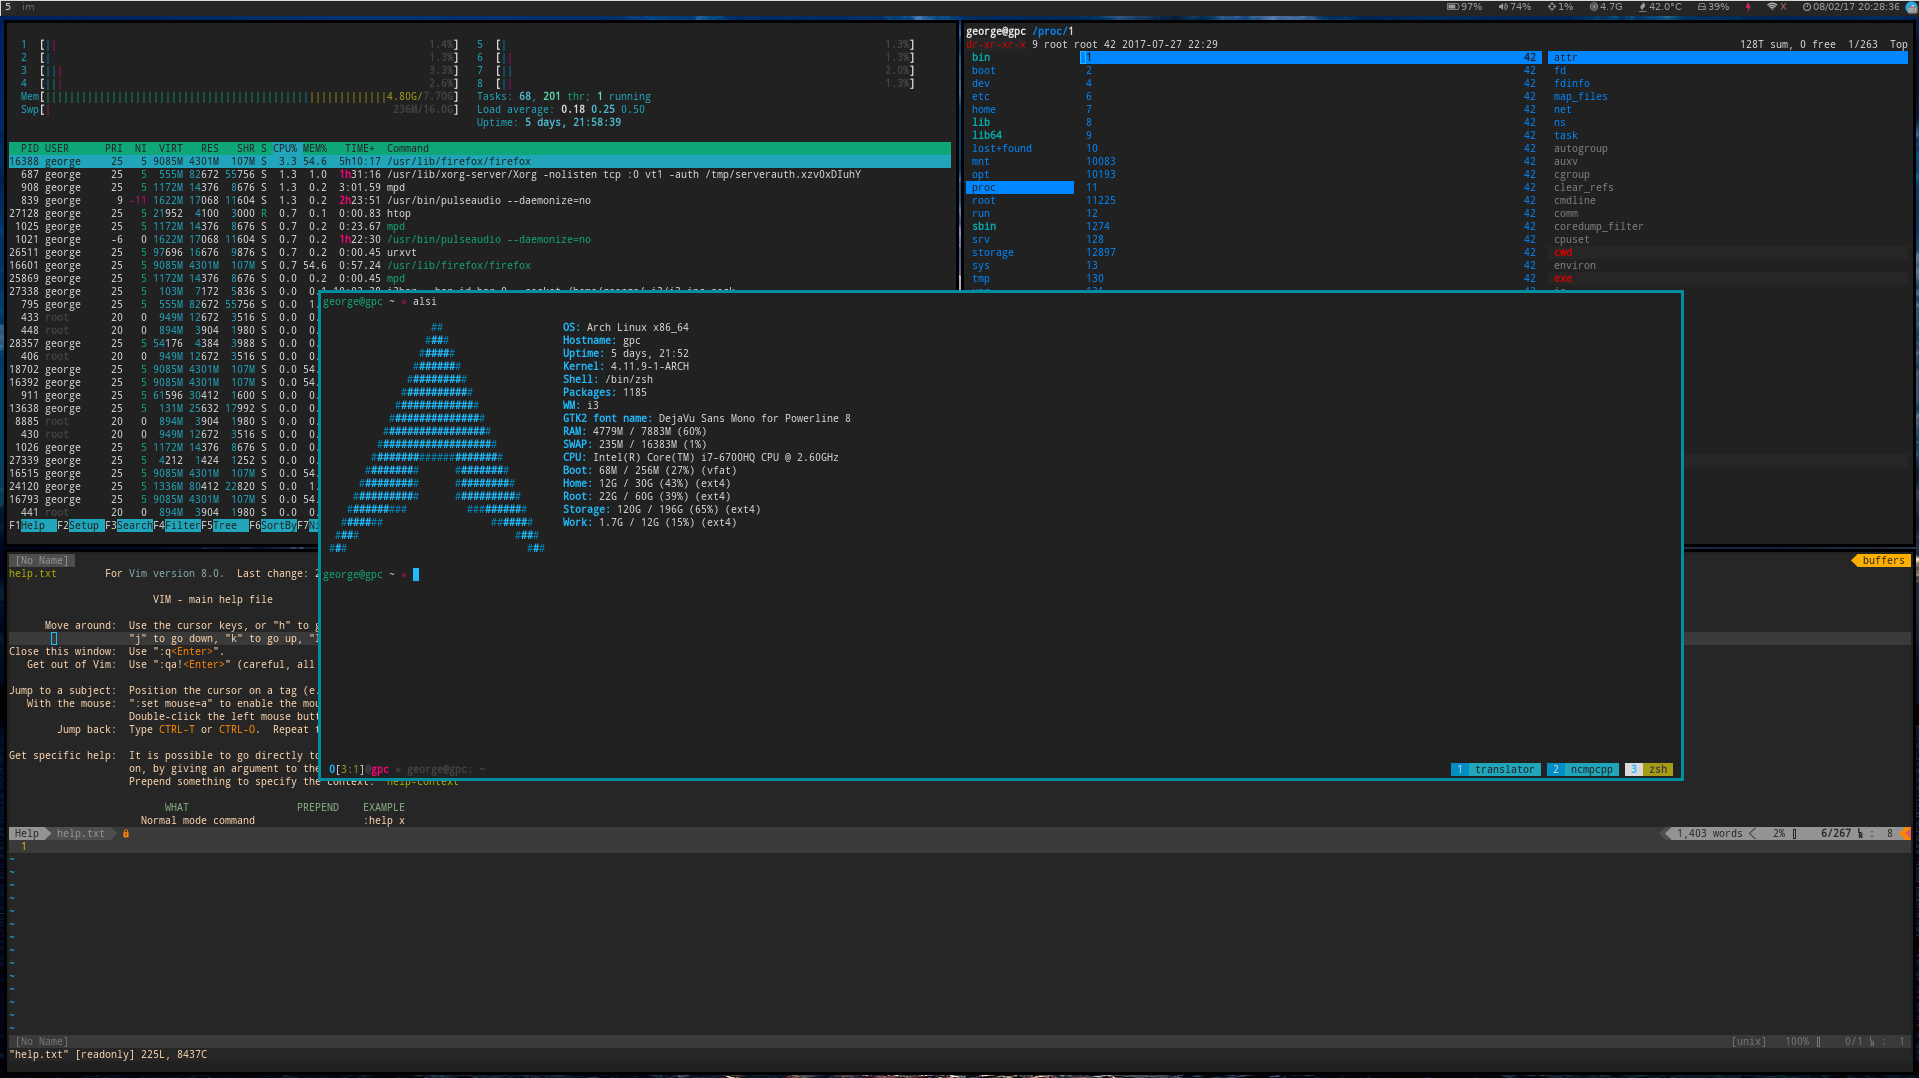 5 im
97% 74% 1% 4.7G 42.0°C 39% X 08/02/17 20:28:36
1 [|| 1.4%] 5 [| 1.3%]
2 [| 1.3%] 6 [|| 1.3%]
3 [||| 3.3%] 7 [|| 2.0%]
4 [||| 2.6%] 8 [|| 1.3%]
Mem[4.80G/7.70G] Tasks: 68, 201 thr; 1 running
Swp[| 236M/16.0G] Load average: 0.18 0.25 0.50
Uptime: 5 days, 21:58:39
PID USER PRI NI VIRT RES SHR S CPU% MEM% TIME+ Command
16388 george 25 5 9085M 4301M 107M S 3.3 54.6 5h10:17 /usr/lib/firefox/firefox
687 george 25 5 555M 82672 55756 S 1.3 1.0 1h31:16 /usr/lib/xorg-server/Xorg -nolisten tcp :0 vt1 -auth /tmp/serverauth.xzv0xDIuhY
908 george 25 5 1172M 14376 8676 S 1.3 0.2 3:01.59 mpd
839 george 9 -11 1622M 17068 11604 S 1.3 0.2 2h23:51 /usr/bin/pulseaudio --daemonize=no
27128 george 25 5 21952 4100 3000 R 0.7 0.1 0:00.83 htop
1025 george 25 5 1172M 14376 8676 S 0.7 0.2 0:23.67 mpd
1021 george -6 0 1622M 17068 11604 S 0.7 0.2 1h22:30 /usr/bin/pulseaudio --daemonize=no
26511 george 25 5 97696 16676 9876 S 0.7 0.2 0:00.45 urxvt
16601 george 25 5 9085M 4301M 107M S 0.7 54.6 0:57.24 /usr/lib/firefox/firefox
25869 george 25 5 1172M 14376 8676 S 0.0 0.2 0:00.45 mpd
27338 george 25 5 103M 7172 5836 S 0.0 0.1
795 george 25 5 555M 82672 55756 S 0.0 1.
433 root 20 0 949M 12672 3516 S 0.0 0.
448 root 20 0 894M 3904 1980 S 0.0 0.
28357 george 25 5 54176 4384 3988 S 0.0 0.
406 root 20 0 949M 12672 3516 S 0.0 0.
18702 george 25 5 9085M 4301M 107M S 0.0 54.
16392 george 25 5 9085M 4301M 107M S 0.0 54.
911 george 25 5 61596 30412 1600 S 0.0 0.
13638 george 25 5 131M 25632 17992 S 0.0 0.
8885 root 20 0 894M 3904 1980 S 0.0 0.
430 root 20 0 949M 12672 3516 S 0.0 0.
1026 george 25 5 1172M 14376 8676 S 0.0 0.
27339 george 25 5 4212 1424 1252 S 0.0 0.
16515 george 25 5 9085M 4301M 107M S 0.0 54.
24120 george 25 5 1336M 80412 22820 S 0.0 1.
16793 george 25 5 9085M 4301M 107M S 0.0 54.
441 root 20 0 894M 3904 1980 S 0.0 0.
F1Help F2Setup F3SearchF4FilterF5Tree F6SortByF7Ni
george@gpc /proc/1
dr-xr-xr-x 9 root root 42 2017-07-27 22:29 128T sum, 0 free 1/263 Top
bin 1 42 attr
boot 2 42 fd
dev 4 42 fdinfo
etc 6 42 map_files
home 7 42 net
lib 8 42 ns
lib64 9 42 task
lost+found 10 42 autogroup
mnt 10083 42 auxv
opt 10193 42 cgroup
proc 11 42 clear_refs
root 11225 42 cmdline
run 12 42 comm
sbin 1274 42 coredump_filter
srv 128 42 cpuset
storage 12897 42 cwd
sys 13 42 environ
tmp 130 42 exe
george@gpc ~ » alsi
##
####
######
########
##########
############
##############
################
##################
####################
######################
######### #########
########## ##########
########### ###########
########## ##########
####### #######
#### ####
### ###
OS: Arch Linux x86_64
Hostname: gpc
Uptime: 5 days, 21:52
Kernel: 4.11.9-1-ARCH
Shell: /bin/zsh
Packages: 1185
WM: i3
GTK2 font name: DejaVu Sans Mono for Powerline 8
RAM: 4779M / 7883M (60%)
SWAP: 235M / 16383M (1%)
CPU: Intel(R) Core(TM) i7-6700HQ CPU @ 2.60GHz
Boot: 68M / 256M (27%) (vfat)
Home: 12G / 30G (43%) (ext4)
Root: 22G / 60G (39%) (ext4)
Storage: 120G / 196G (65%) (ext4)
Work: 1.7G / 12G (15%) (ext4)
george@gpc ~ »
0[3:1]@gpc » george@gpc: ~ 1 translator 2 ncmpcpp 3 zsh
[No Name] buffers
help.txt For Vim version 8.0. Last change: 2
VIM - main help file
Move around: Use the cursor keys, or "h" to g
"j" to go down, "k" to go up, "l
Close this window: Use ":q<Enter>".
Get out of Vim: Use ":qa!<Enter>" (careful, all
Jump to a subject: Position the cursor on a tag (e.
With the mouse: ":set mouse=a" to enable the mou
Double-click the left mouse butt
Jump back: Type CTRL-T or CTRL-O. Repeat t
Get specific help: It is possible to go directly to
on, by giving an argument to the
Prepend something to specify the context: help-context
WHAT PREPEND EXAMPLE
Normal mode command :help x
Help help.txt 1,403 words 2% 6/267 : 8
1
~
~
~
~
~
~
~
~
~
~
~
~
~
~
[No Name] [unix] 100% 0/1 : 1
"help.txt" [readonly] 225L, 8437C